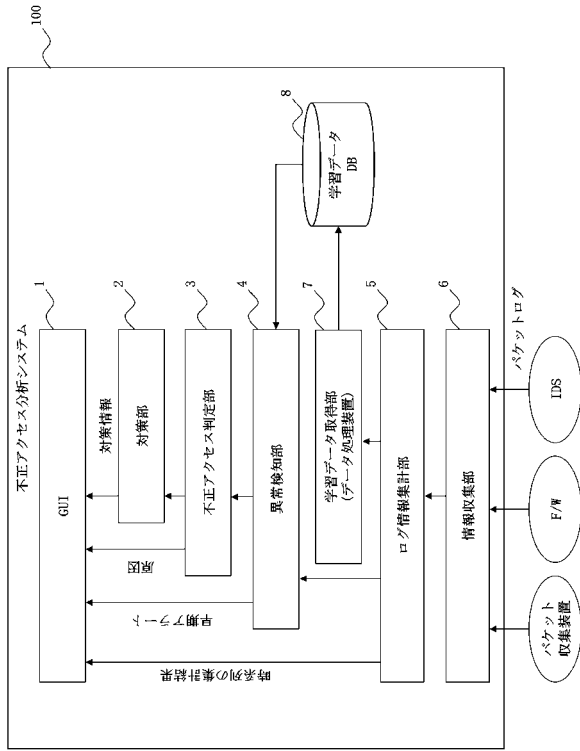 100
不正アクセス分析システム
GUI
1
対策情報
対策部
2
原因
不正アクセス判定部
3
早期アラート
異常検知部
4
学習データ
DB
8
学習データ取得部
(データ処理装置)
7
時系列の集計結果
ログ情報集計部
5
情報収集部
6
パケットログ
パケット
収集装置
F/W
IDS